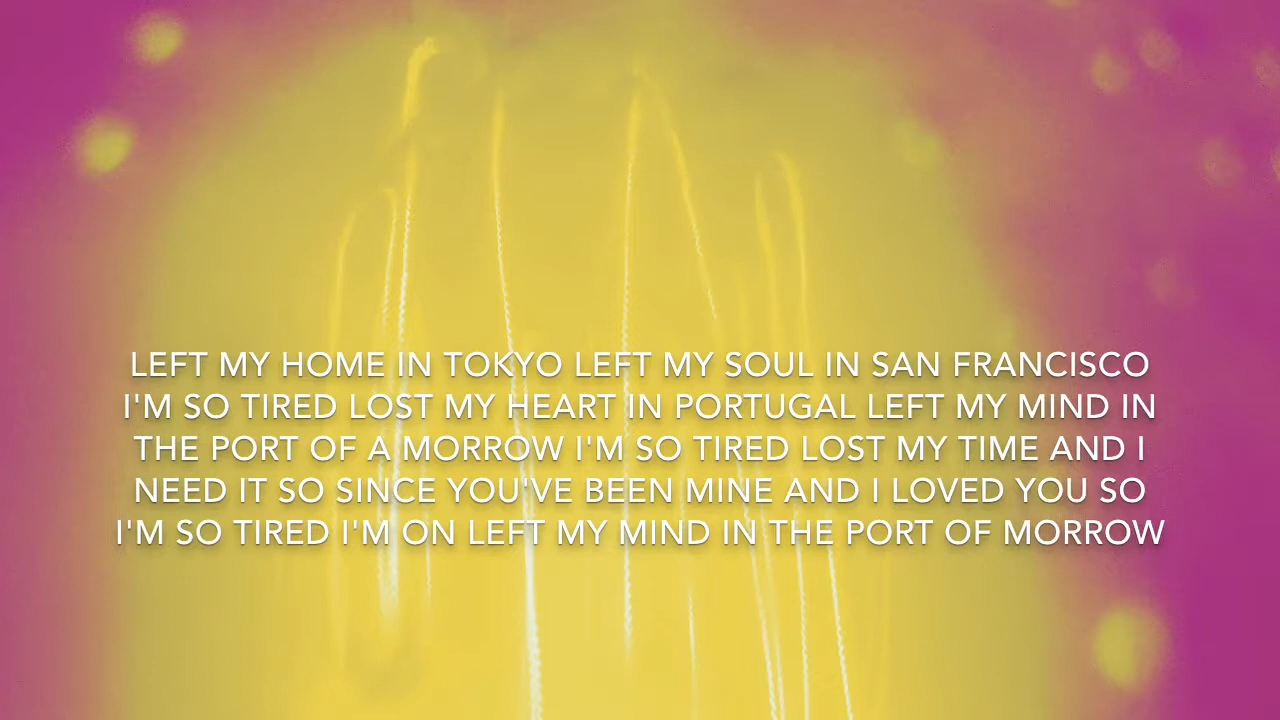 LEFT MY HOME IN TOKYO LEFT MY SOUL IN SAN FRANCISCO
I'M SO TIRED LOST MY HEART IN PORTUGAL LEFT MY MIND IN
THE PORT OF A MORROW I'M SO TIRED LOST MY TIME AND I
NEED IT SO SINCE YOU'VE BEEN MINE AND I LOVED YOU SO
I'M SO TIRED I'M ON LEFT MY MIND IN THE PORT OF MORROW